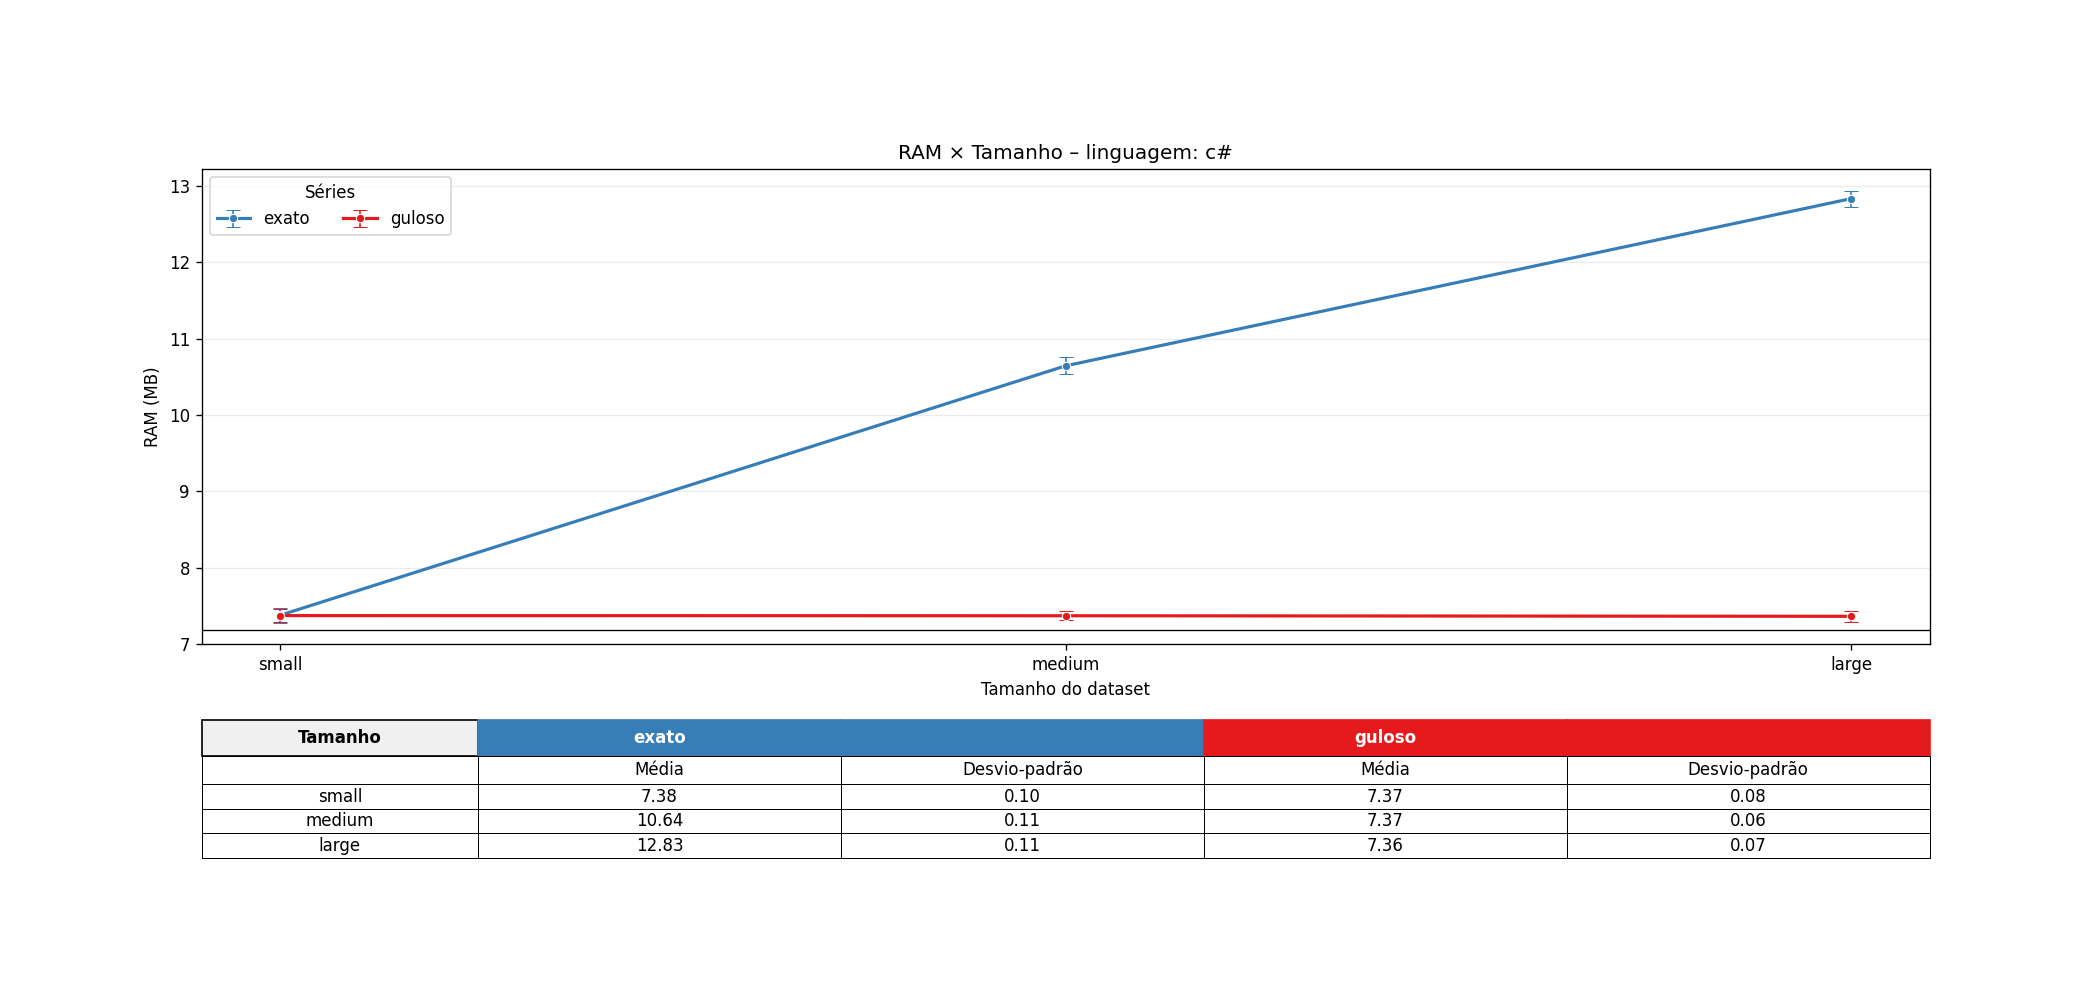 RAM × Tamanho – linguagem: c#
Séries
exato guloso
13
12
11
10
9
8
7
RAM (MB)
small medium large
Tamanho do dataset
Tamanho exato guloso
Média Desvio-padrão Média Desvio-padrão
small 7.38 0.10 7.37 0.08
medium 10.64 0.11 7.37 0.06
large 12.83 0.11 7.36 0.07